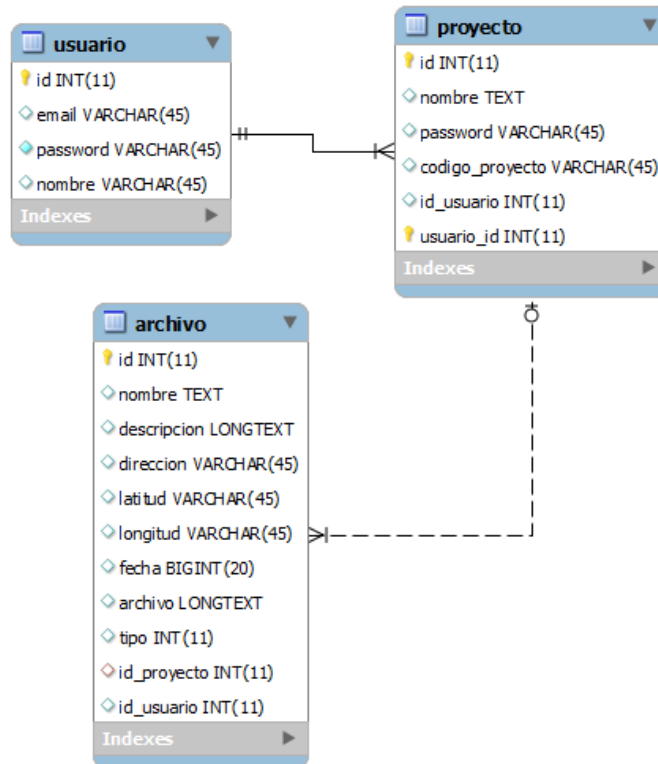 usuario
id INT(11)
email VARCHAR(45)
password VARCHAR(45)
nombre VARCHAR(45)
Indexes
proyecto
id INT(11)
nombre TEXT
password VARCHAR(45)
codigo_proyecto VARCHAR(45)
id_usuario INT(11)
usuario_id INT(11)
Indexes
archivo
id INT(11)
nombre TEXT
descripcion LONGTEXT
direccion VARCHAR(45)
latitud VARCHAR(45)
longitud VARCHAR(45)
fecha BIGINT(20)
archivo LONGTEXT
tipo INT(11)
id_proyecto INT(11)
id_usuario INT(11)
Indexes